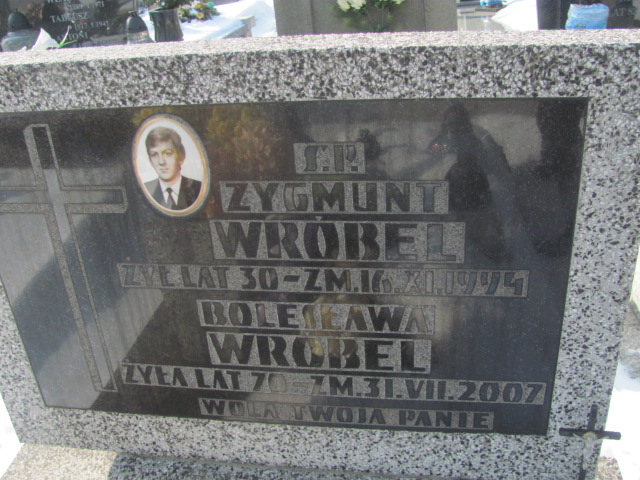 Ś.P.
ZYGMUNT
WRÓBEL
ŻYŁ LAT 30-ZM.16.XI.1994
BOLESŁAWA
WRÓBEL
ŻYŁA LAT 70-ZM.31.VII.2007
WOLA TWOJA PANIE